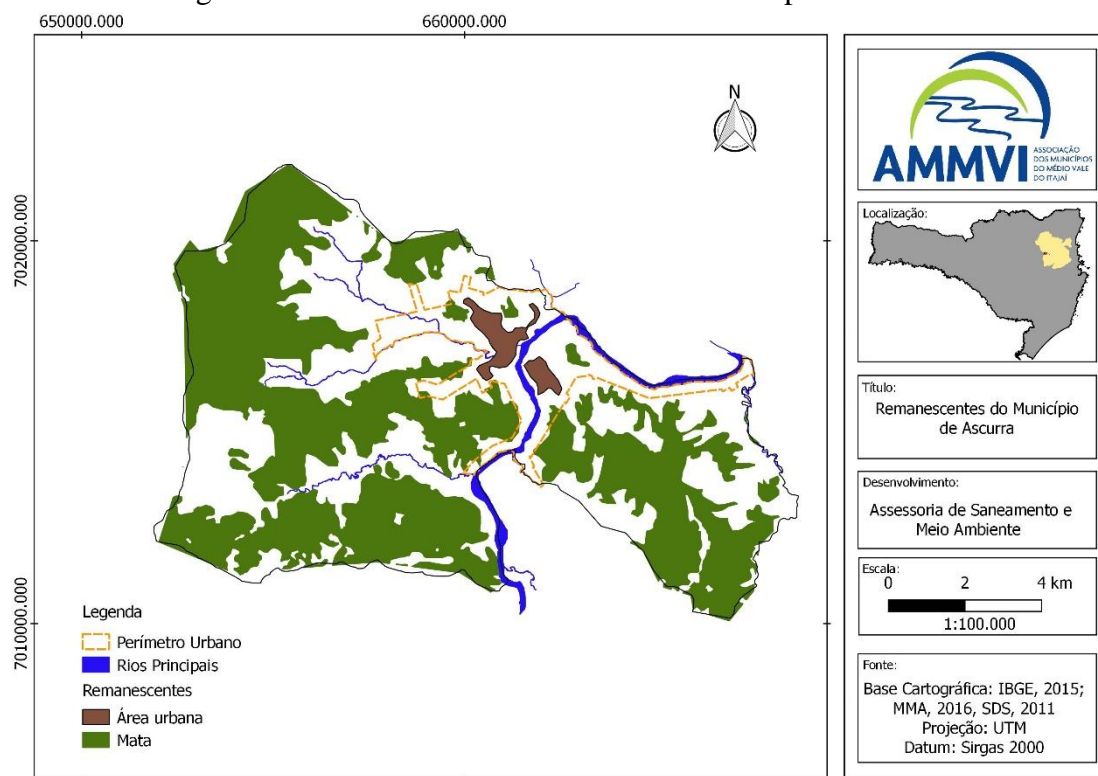 650000.000
660000.000
7020000.000
7010000.000
N
Legenda
Perímetro Urbano
Rios Principais
Remanescentes
Área urbana
Mata
AMMVI
ASSOCIAÇÃO
DOS MUNICÍPIOS
DO MÉDIO VALE
DO ITAJAÍ
Localização:
Título:
Remanescentes do Município
de Ascurra
Desenvolvimento:
Assessoria de Saneamento e
Meio Ambiente
Escala:
0 2 4 km
1:100.000
Fonte:
Base Cartográfica: IBGE, 2015;
MMA, 2016, SDS, 2011
Projeção: UTM
Datum: Sirgas 2000